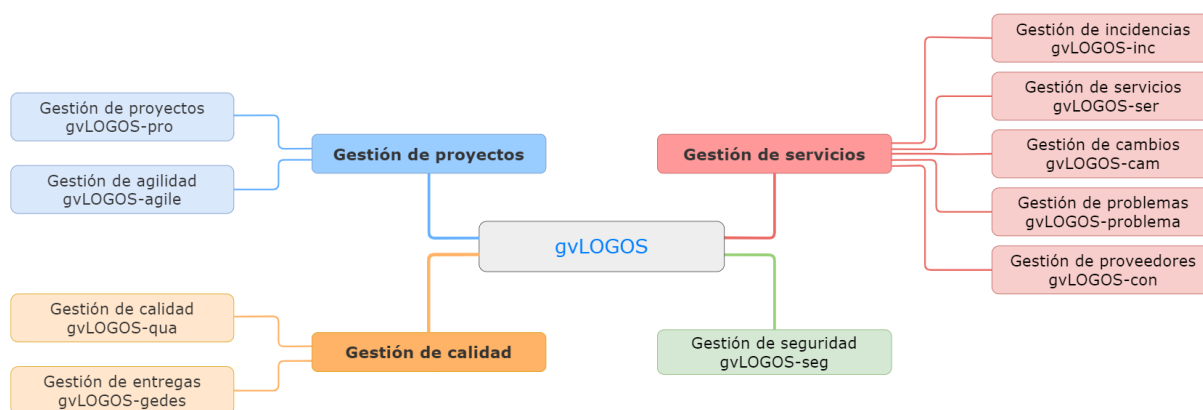 Gestión de incidencias
gvLOGOS-inc
Gestión de servicios
gvLOGOS-ser
Gestión de proyectos
gvLOGOS-pro
Gestión de proyectos
Gestión de servicios
Gestión de cambios
gvLOGOS-cam
Gestión de agilidad
gvLOGOS-agile
Gestión de problemas
gvLOGOS-problema
gvLOGOS
Gestión de proveedores
gvLOGOS-con
Gestión de calidad
gvLOGOS-qua
Gestión de calidad
Gestión de seguridad
gvLOGOS-seg
Gestión de entregas
gvLOGOS-gedes